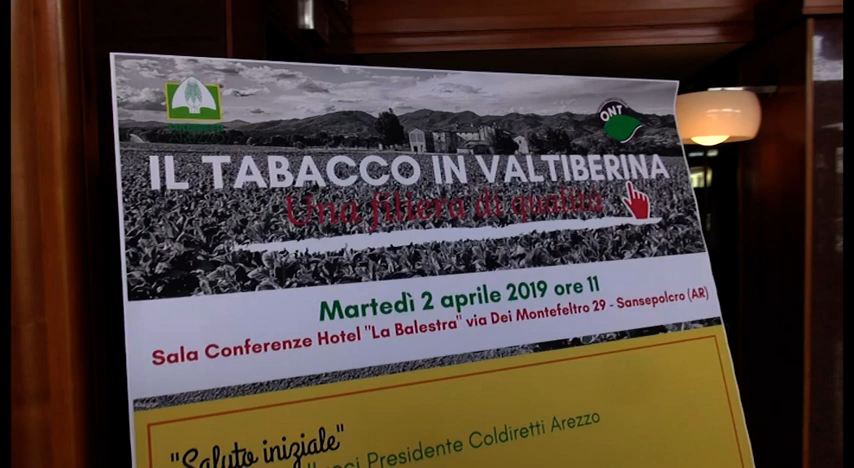 ONT
IL TABACCO IN VALTIBERINA
Una filiera di qualità
Martedì 2 aprile 2019 ore 11
Sala Conferenze Hotel "La Balestra" via Dei Montefeltro 29 - Sansepolcro (AR)
"Saluto iniziale"
Presidente Coldiretti Arezzo